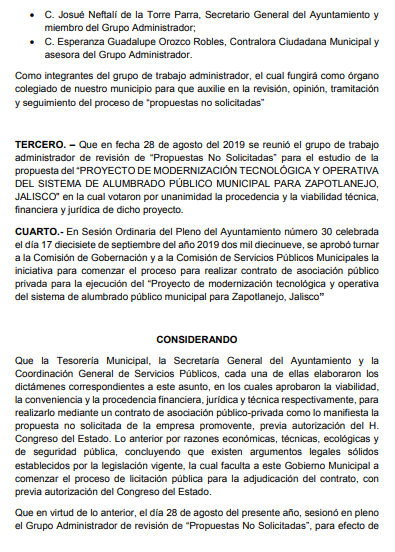 • C. Josué Neftalí de la Torre Parra, Secretario General del Ayuntamiento y
miembro del Grupo Administrador;
• C. Esperanza Guadalupe Orozco Robles, Contralora Ciudadana Municipal y
asesora del Grupo Administrador.
Como integrantes del grupo de trabajo administrador, el cual fungirá como órgano
colegiado de nuestro municipio para que auxilie en la revisión, opinión, tramitación
y seguimiento del proceso de “propuestas no solicitadas”
TERCERO. – Que en fecha 28 de agosto del 2019 se reunió el grupo de trabajo
administrador de revisión de “Propuestas No Solicitadas” para el estudio de la
propuesta del “PROYECTO DE MODERNIZACIÓN TECNOLÓGICA Y OPERATIVA
DEL SISTEMA DE ALUMBRADO PÚBLICO MUNICIPAL PARA ZAPOTLANEJO,
JALISCO” en la cual votaron por unanimidad la procedencia y la viabilidad técnica,
financiera y jurídica de dicho proyecto.
CUARTO.- En Sesión Ordinaria del Pleno del Ayuntamiento número 30 celebrada
el día 17 diecisiete de septiembre del año 2019 dos mil diecinueve, se aprobó turnar
a la Comisión de Gobernación y a la Comisión de Servicios Públicos Municipales la
iniciativa para comenzar el proceso para realizar contrato de asociación público
privada para la ejecución del “Proyecto de modernización tecnológica y operativa
del sistema de alumbrado público municipal para Zapotlanejo, Jalisco”
CONSIDERANDO
Que la Tesorería Municipal, la Secretaría General del Ayuntamiento y la
Coordinación General de Servicios Públicos, cada una de ellas elaboraron los
dictámenes correspondientes a este asunto, en los cuales aprobaron la viabilidad,
la conveniencia y la procedencia financiera, jurídica y técnica respectivamente, para
realizarlo mediante un contrato de asociación público-privada como lo manifiesta la
propuesta no solicitada de la empresa promovente, previa autorización del H.
Congreso del Estado. Lo anterior por razones económicas, técnicas, ecológicas y
de seguridad pública, concluyendo que existen argumentos legales sólidos
establecidos por la legislación vigente, la cual faculta a este Gobierno Municipal a
comenzar el proceso de licitación pública para la adjudicación del contrato, con
previa autorización del Congreso del Estado.
Que en virtud de lo anterior, el día 28 de agosto del presente año, sesionó en pleno
el Grupo Administrador de revisión de “Propuestas No Solicitadas”, para efecto de